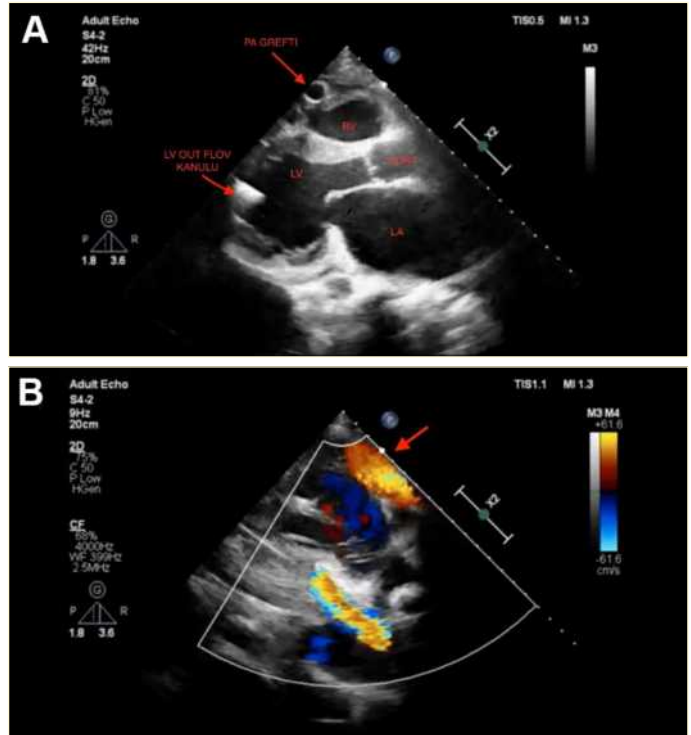 A
Adult Echo
S4-2
42Hz
20cm
2D
81%
C 50
P Low
HGen
TIS0.5 MI 1.3
M3
PA GREFTI
RV
X2
LV OUT FLOV
KANULU
LV
LA
G
P R
1.8 3.6
B
Adult Echo
S4-2
9Hz
20cm
2D
75%
C 50
P Low
HGen
CF
68%
4000Hz
WF 399Hz
2.5MHz
TIS1.1 MI 1.3
M3 M4
+61.6
X2
-61.6
cm/s
G
P R
1.8 3.6